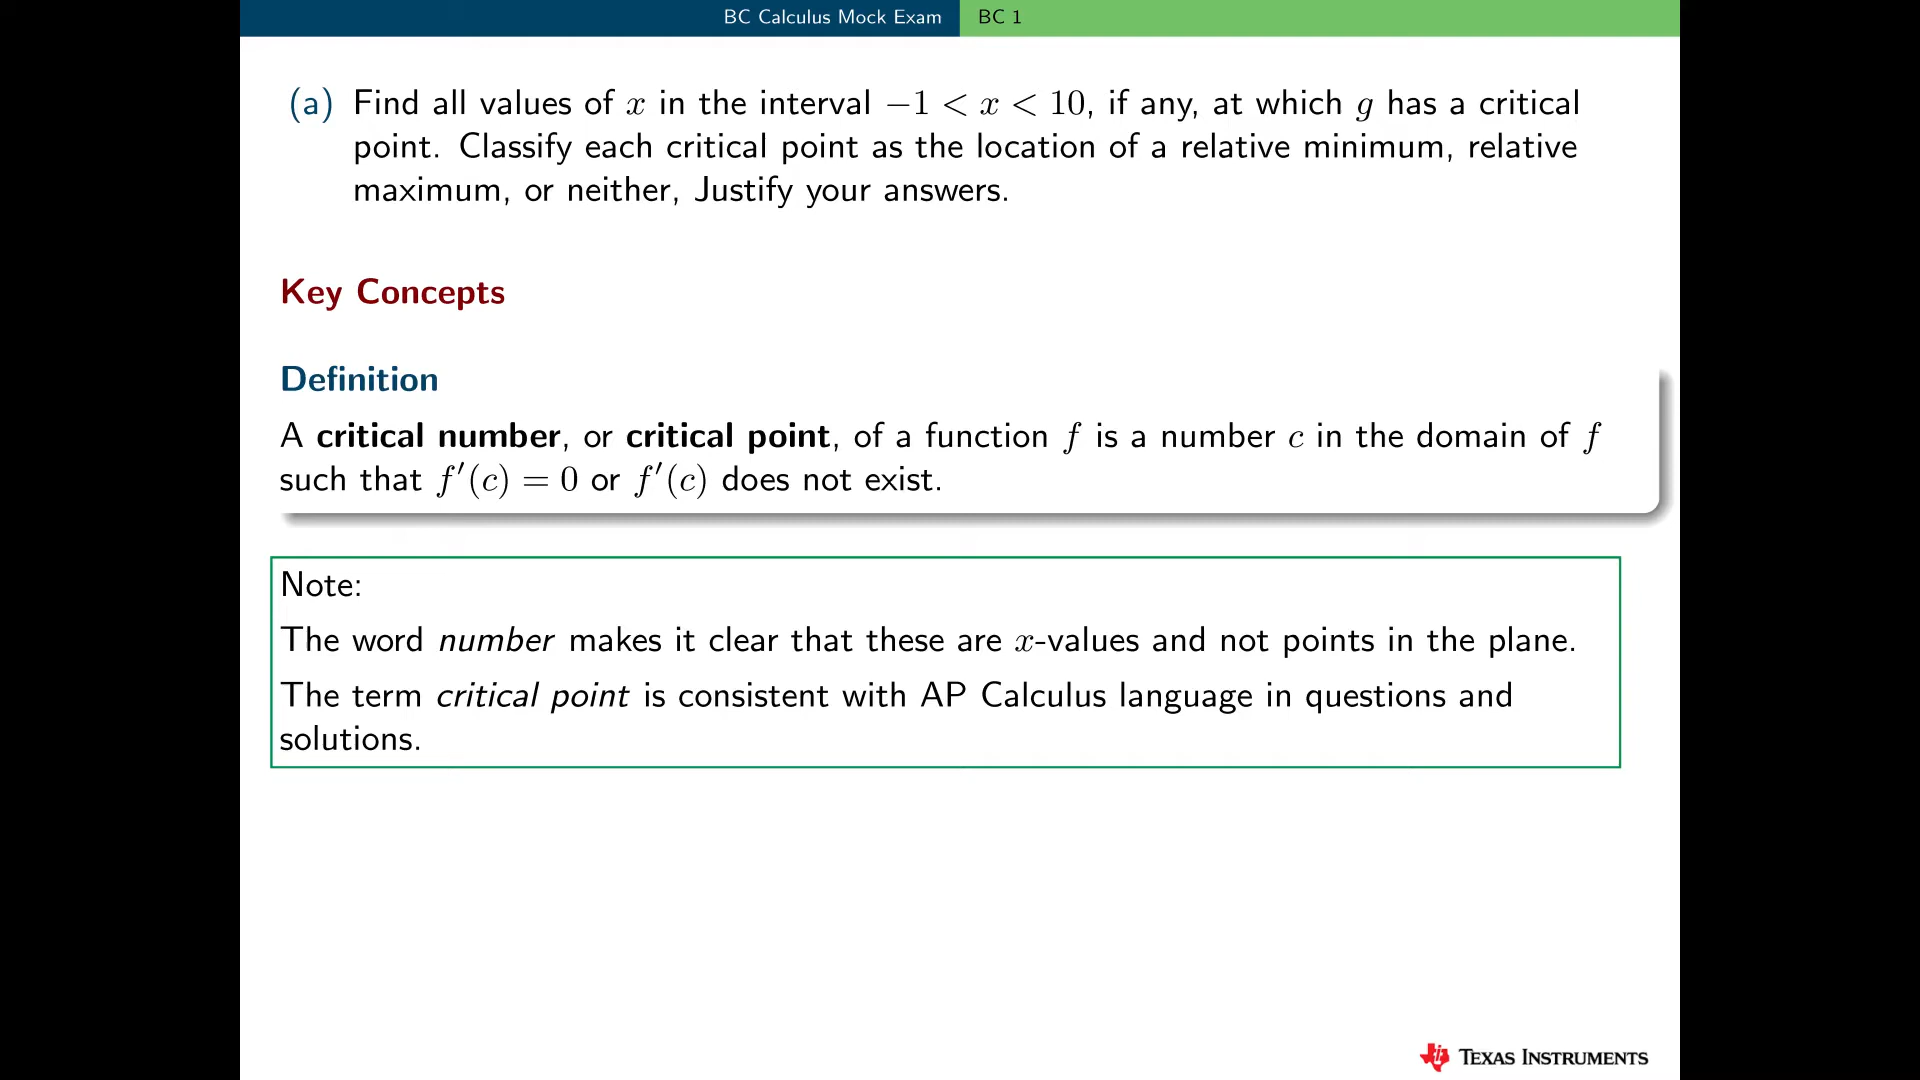 BC Calculus Mock Exam BC 1
(a) Find all values of x in the interval −1 < x < 10, if any, at which g has a critical
point. Classify each critical point as the location of a relative minimum, relative
maximum, or neither, Justify your answers.
Key Concepts
Definition
A critical number, or critical point, of a function f is a number c in the domain of f
such that f′(c) = 0 or f′(c) does not exist.
Note:
The word number makes it clear that these are x-values and not points in the plane.
The term critical point is consistent with AP Calculus language in questions and
solutions.
TEXAS INSTRUMENTS